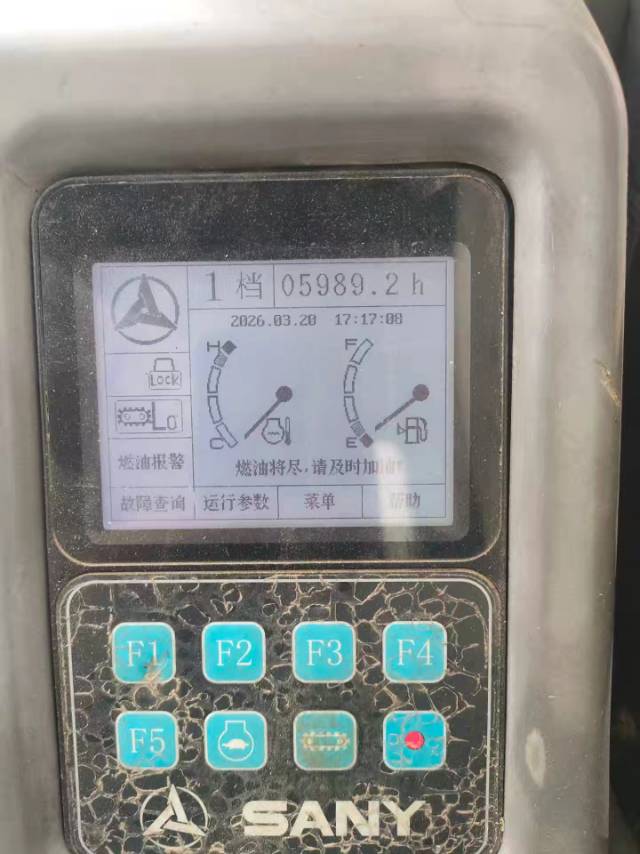 1 档 05989.2 h
2026.03.20 17:17:08
H F
LOCK
Lo
C E
燃油报警
燃油将尽,请及时加油!
故障查询 运行参数 菜单 帮助
F1 F2 F3 F4
F5
SANY